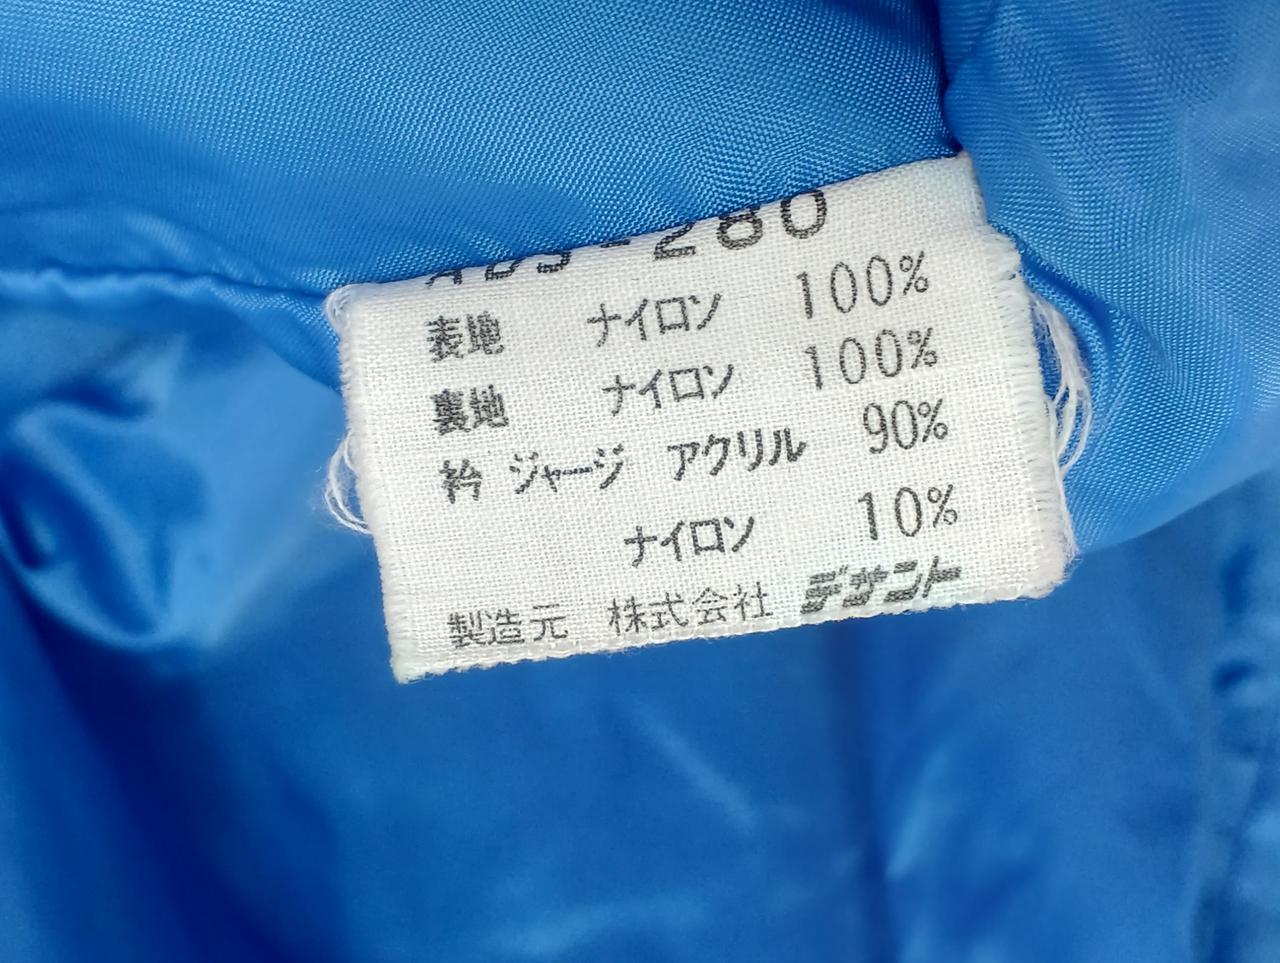 -280
表地 ナイロン 100%
裏地 ナイロン 100%
衿 ジャージ アクリル 90%
ナイロン 10%
製造元 株式会社 デサント